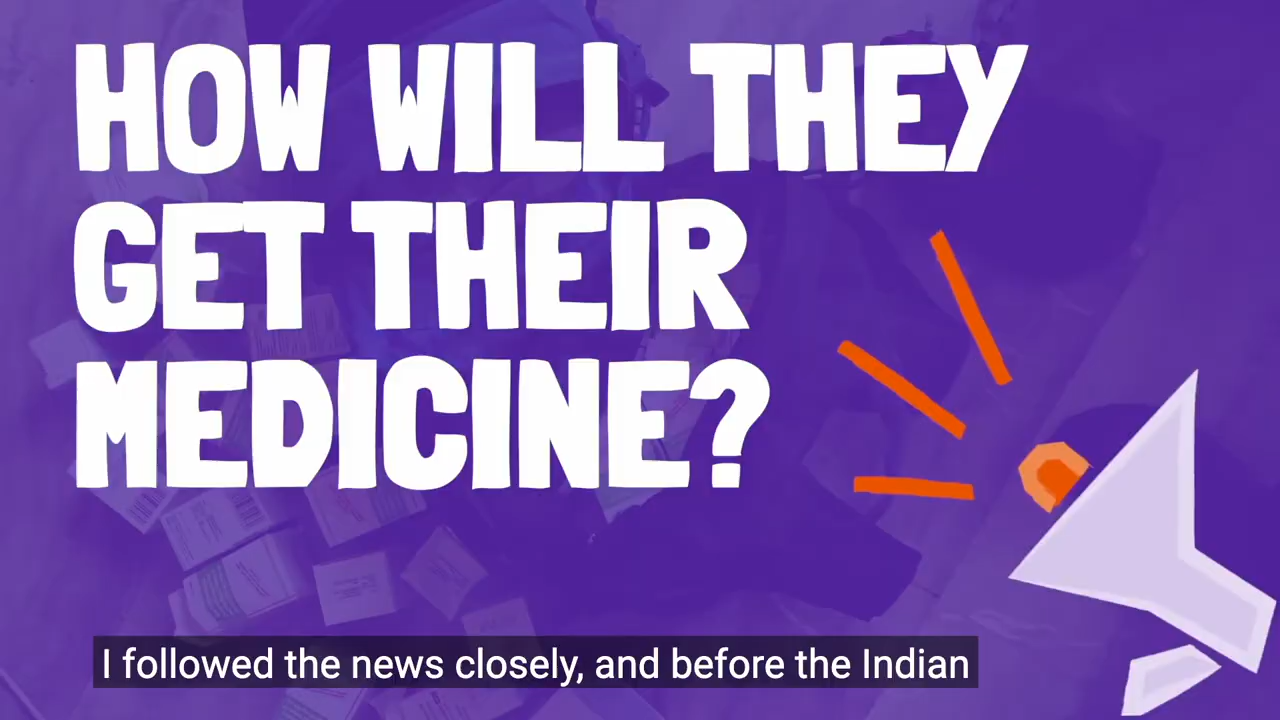 HOW WILL THEY
GET THEIR
MEDICINE?
I followed the news closely, and before the Indian